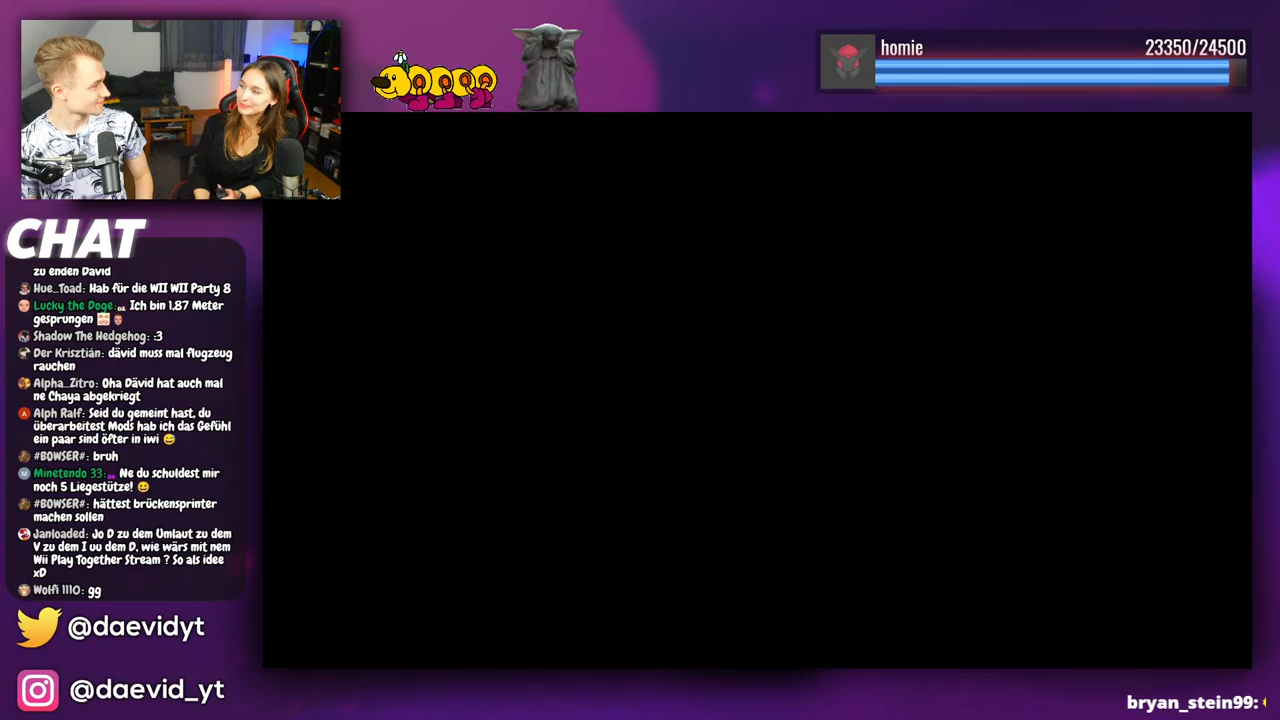 homie
23350/24500
CHAT
zu enden David
Hue_Toad: Hab für die WII WII Party 8
Lucky the Doge: Ich bin 1,87 Meter
gesprungen
Shadow The Hedgehog: :3
Der Krisztián: dävid muss mal flugzeug
rauchen
Alpha_Zitro: Oha Dävid hat auch mal
ne Chaya abgekriegt
Alph Ralf: Seid du gemeint hast, du
überarbeitest Mods hab ich das Gefühl
ein paar sind öfter in iwi 😅
#BOWSER#: bruh
Minetendo 33: Ne du schuldest mir
noch 5 Liegestütze! 😆
#BOWSER#: hättest brückensprinter
machen sollen
Janloaded: Jo D zu dem Umlaut zu dem
V zu dem I uu dem D, wie wärs mit nem
Wii Play Together Stream ? So als idee
xD
Wolfi 1110: gg
@daevidyt
@daevid_yt
bryan_stein99: